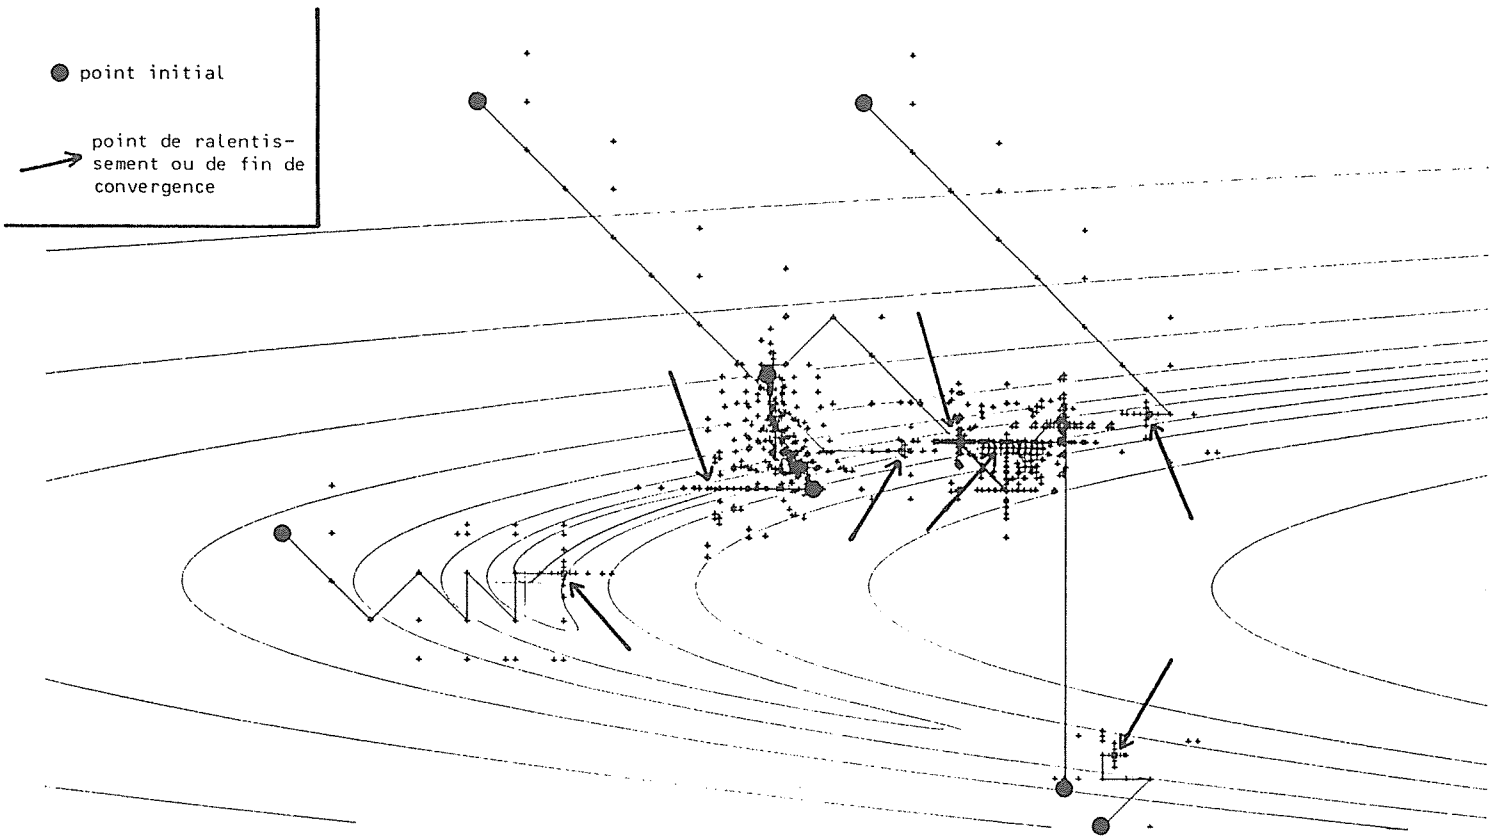 point initial
point de ralentis-
sement ou de fin de
convergence